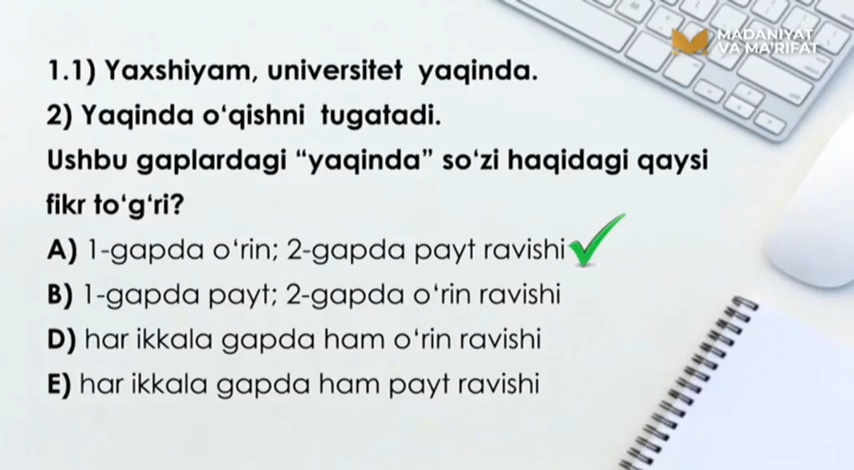 MADANIYAT
VA MA'RIFAT
1.1) Yaxshiyam, universitet yaqinda.
2) Yaqinda o‘qishni tugatadi.
Ushbu gaplardagi “yaqinda” so‘zi haqidagi qaysi
fikr to‘g‘ri?
A) 1-gapda o‘rin; 2-gapda payt ravishi
B) 1-gapda payt; 2-gapda o‘rin ravishi
D) har ikkala gapda ham o‘rin ravishi
E) har ikkala gapda ham payt ravishi